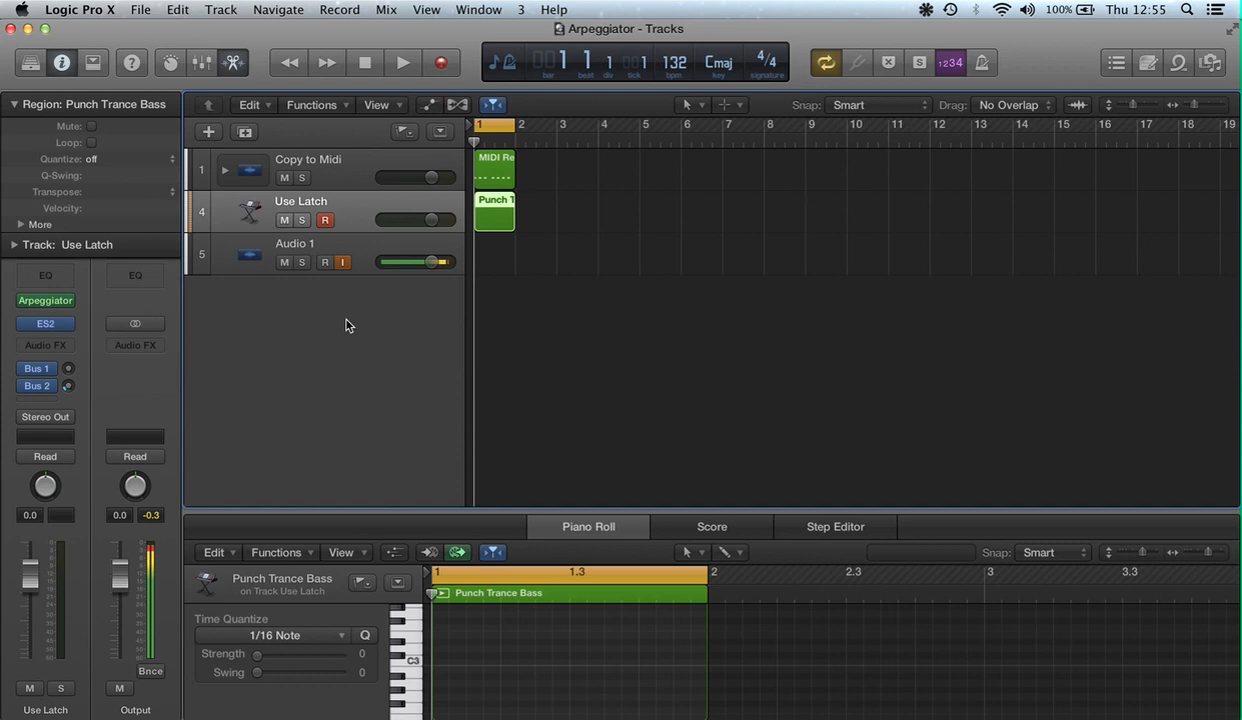 Logic Pro X File Edit Track Navigate Record Mix View Window 3 Help 100% Thu 12:55
Arpeggiator - Tracks
001 1 1 001 132 Cmaj 4/4
bar beat div tick bpm key signature
S 1234
Region: Punch Trance Bass
Mute:
Loop:
Quantize: off
Q-Swing:
Transpose:
Velocity:
More
Track: Use Latch
EQ EQ
Arpeggiator
ES2
Audio FX Audio FX
Bus 1
Bus 2
Stereo Out
Read Read
0.0 0.0 -0.3
Bnce
M S M
Use Latch Output
Edit Functions View Snap: Smart Drag: No Overlap
1 2 3 4 5 6 7 8 9 10 11 12 13 14 15 16 17 18 19
1 Copy to Midi
M S
MIDI Re
4 Use Latch
M S R
Punch T
5 Audio 1
M S R I
Piano Roll Score Step Editor
Edit Functions View Snap: Smart
1 1.3 2 2.3 3 3.3
Punch Trance Bass
on Track Use Latch
Punch Trance Bass
Time Quantize
1/16 Note Q
Strength 0
Swing 0
C3